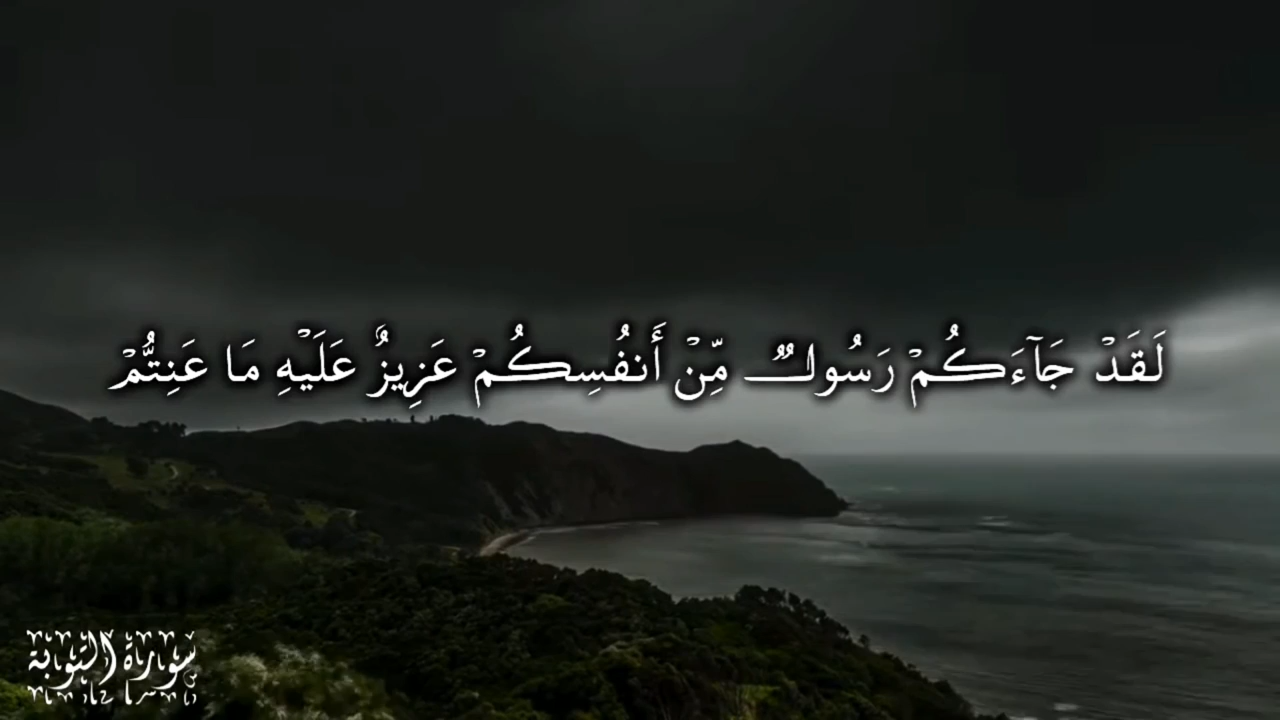 لَقَدْ جَآءَكُمْ رَسُولٌ مِّنْ أَنفُسِكُمْ عَزِيزٌ عَلَيْهِ مَا عَنِتُّمْ
سورة التوبة